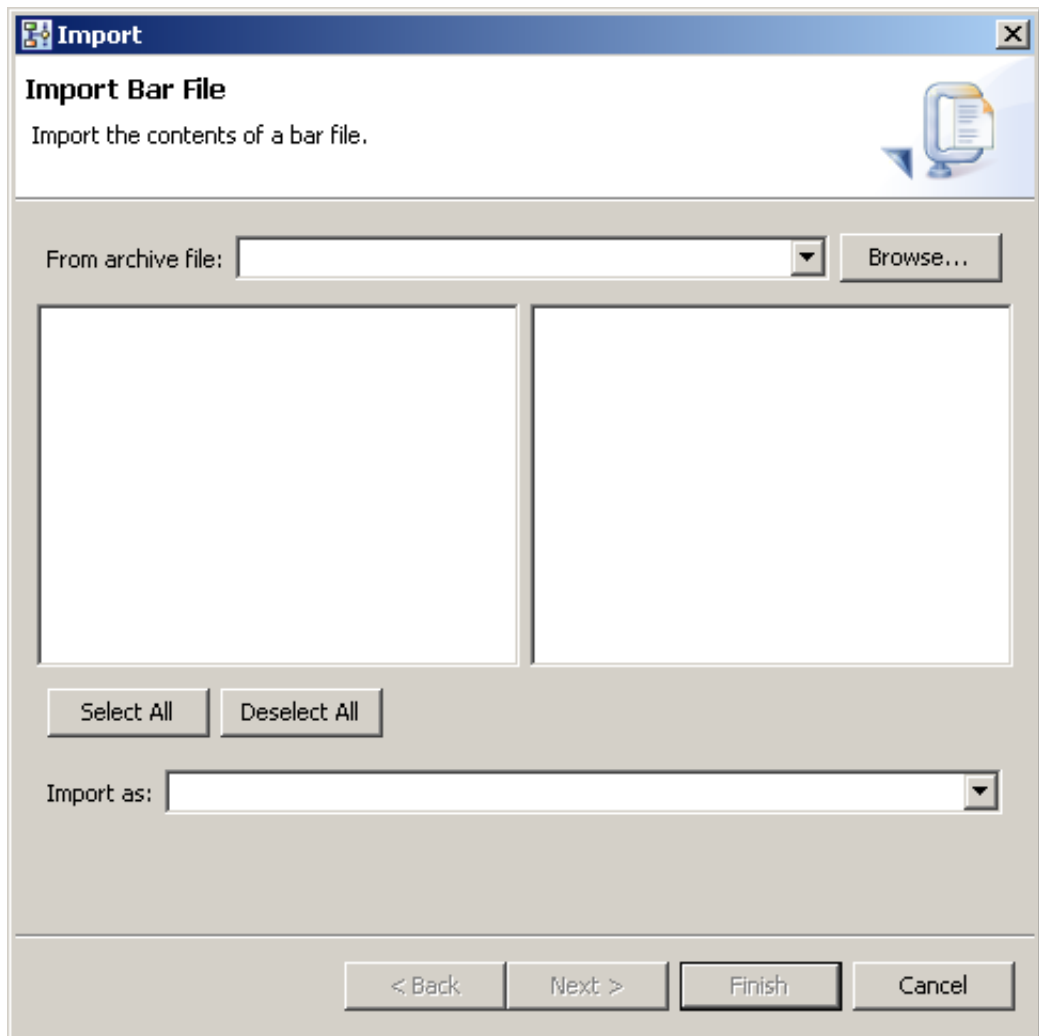 Import
Import Bar File
Import the contents of a bar file.
From archive file:
Browse...
Select All
Deselect All
Import as:
< Back
Next >
Finish
Cancel